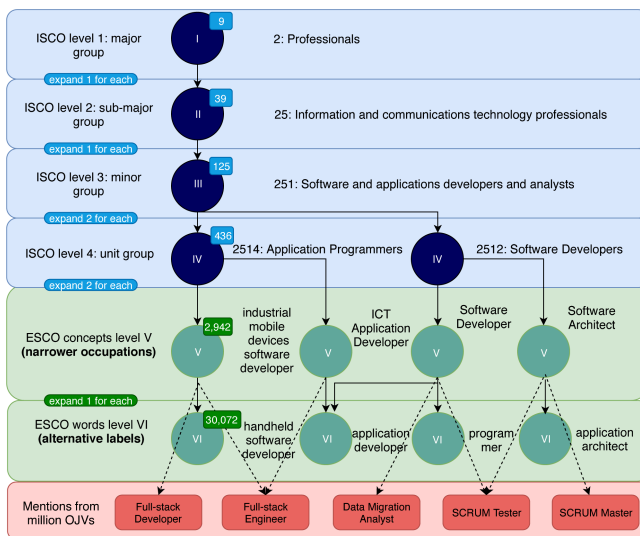 ISCO level 1: major
group
I
9
2: Professionals
expand 1 for each
ISCO level 2: sub-major
group
II
39
25: Information and communications technology professionals
expand 1 for each
ISCO level 3: minor
group
III
125
251: Software and applications developers and analysts
expand 2 for each
ISCO level 4: unit group
IV
436
2514: Application Programmers
IV
2512: Software Developers
expand 2 for each
ESCO concepts level V
(narrower occupations)
V
2,942
industrial
mobile
devices
software
developer
V
ICT
Application
Developer
V
Software
Developer
V
Software
Architect
expand 1 for each
ESCO words level VI
(alternative labels)
VI
30,072
handheld
software
developer
VI
application
developer
VI
program
mer
VI
application
architect
Mentions from
million OJVs
Full-stack
Developer
Full-stack
Engineer
Data Migration
Analyst
SCRUM Tester
SCRUM Master